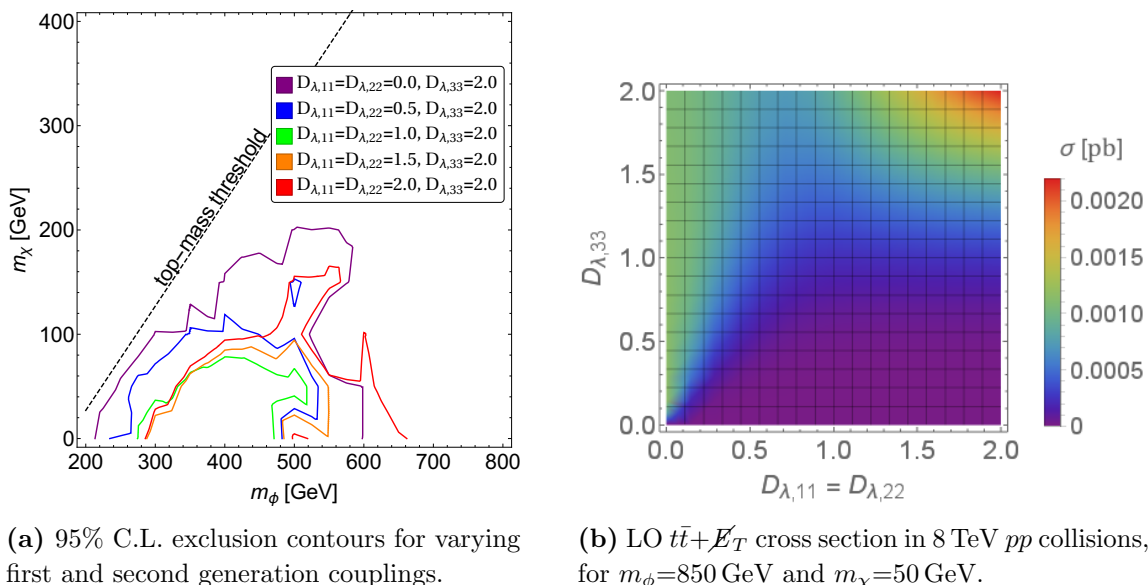 400
300
200
100
0
200 300 400 500 600 700 800
m_χ [GeV]
m_ϕ [GeV]
top-mass threshold
D_λ,11=D_λ,22=0.0, D_λ,33=2.0
D_λ,11=D_λ,22=0.5, D_λ,33=2.0
D_λ,11=D_λ,22=1.0, D_λ,33=2.0
D_λ,11=D_λ,22=1.5, D_λ,33=2.0
D_λ,11=D_λ,22=2.0, D_λ,33=2.0
(a) 95% C.L. exclusion contours for varying
first and second generation couplings.
2.0
1.5
1.0
0.5
0.0
0.0 0.5 1.0 1.5 2.0
D_λ,33
D_λ,11 = D_λ,22
σ [pb]
0.0020
0.0015
0.0010
0.0005
0
(b) LO tt̄+E̸_T cross section in 8 TeV pp collisions,
for m_ϕ=850 GeV and m_χ=50 GeV.